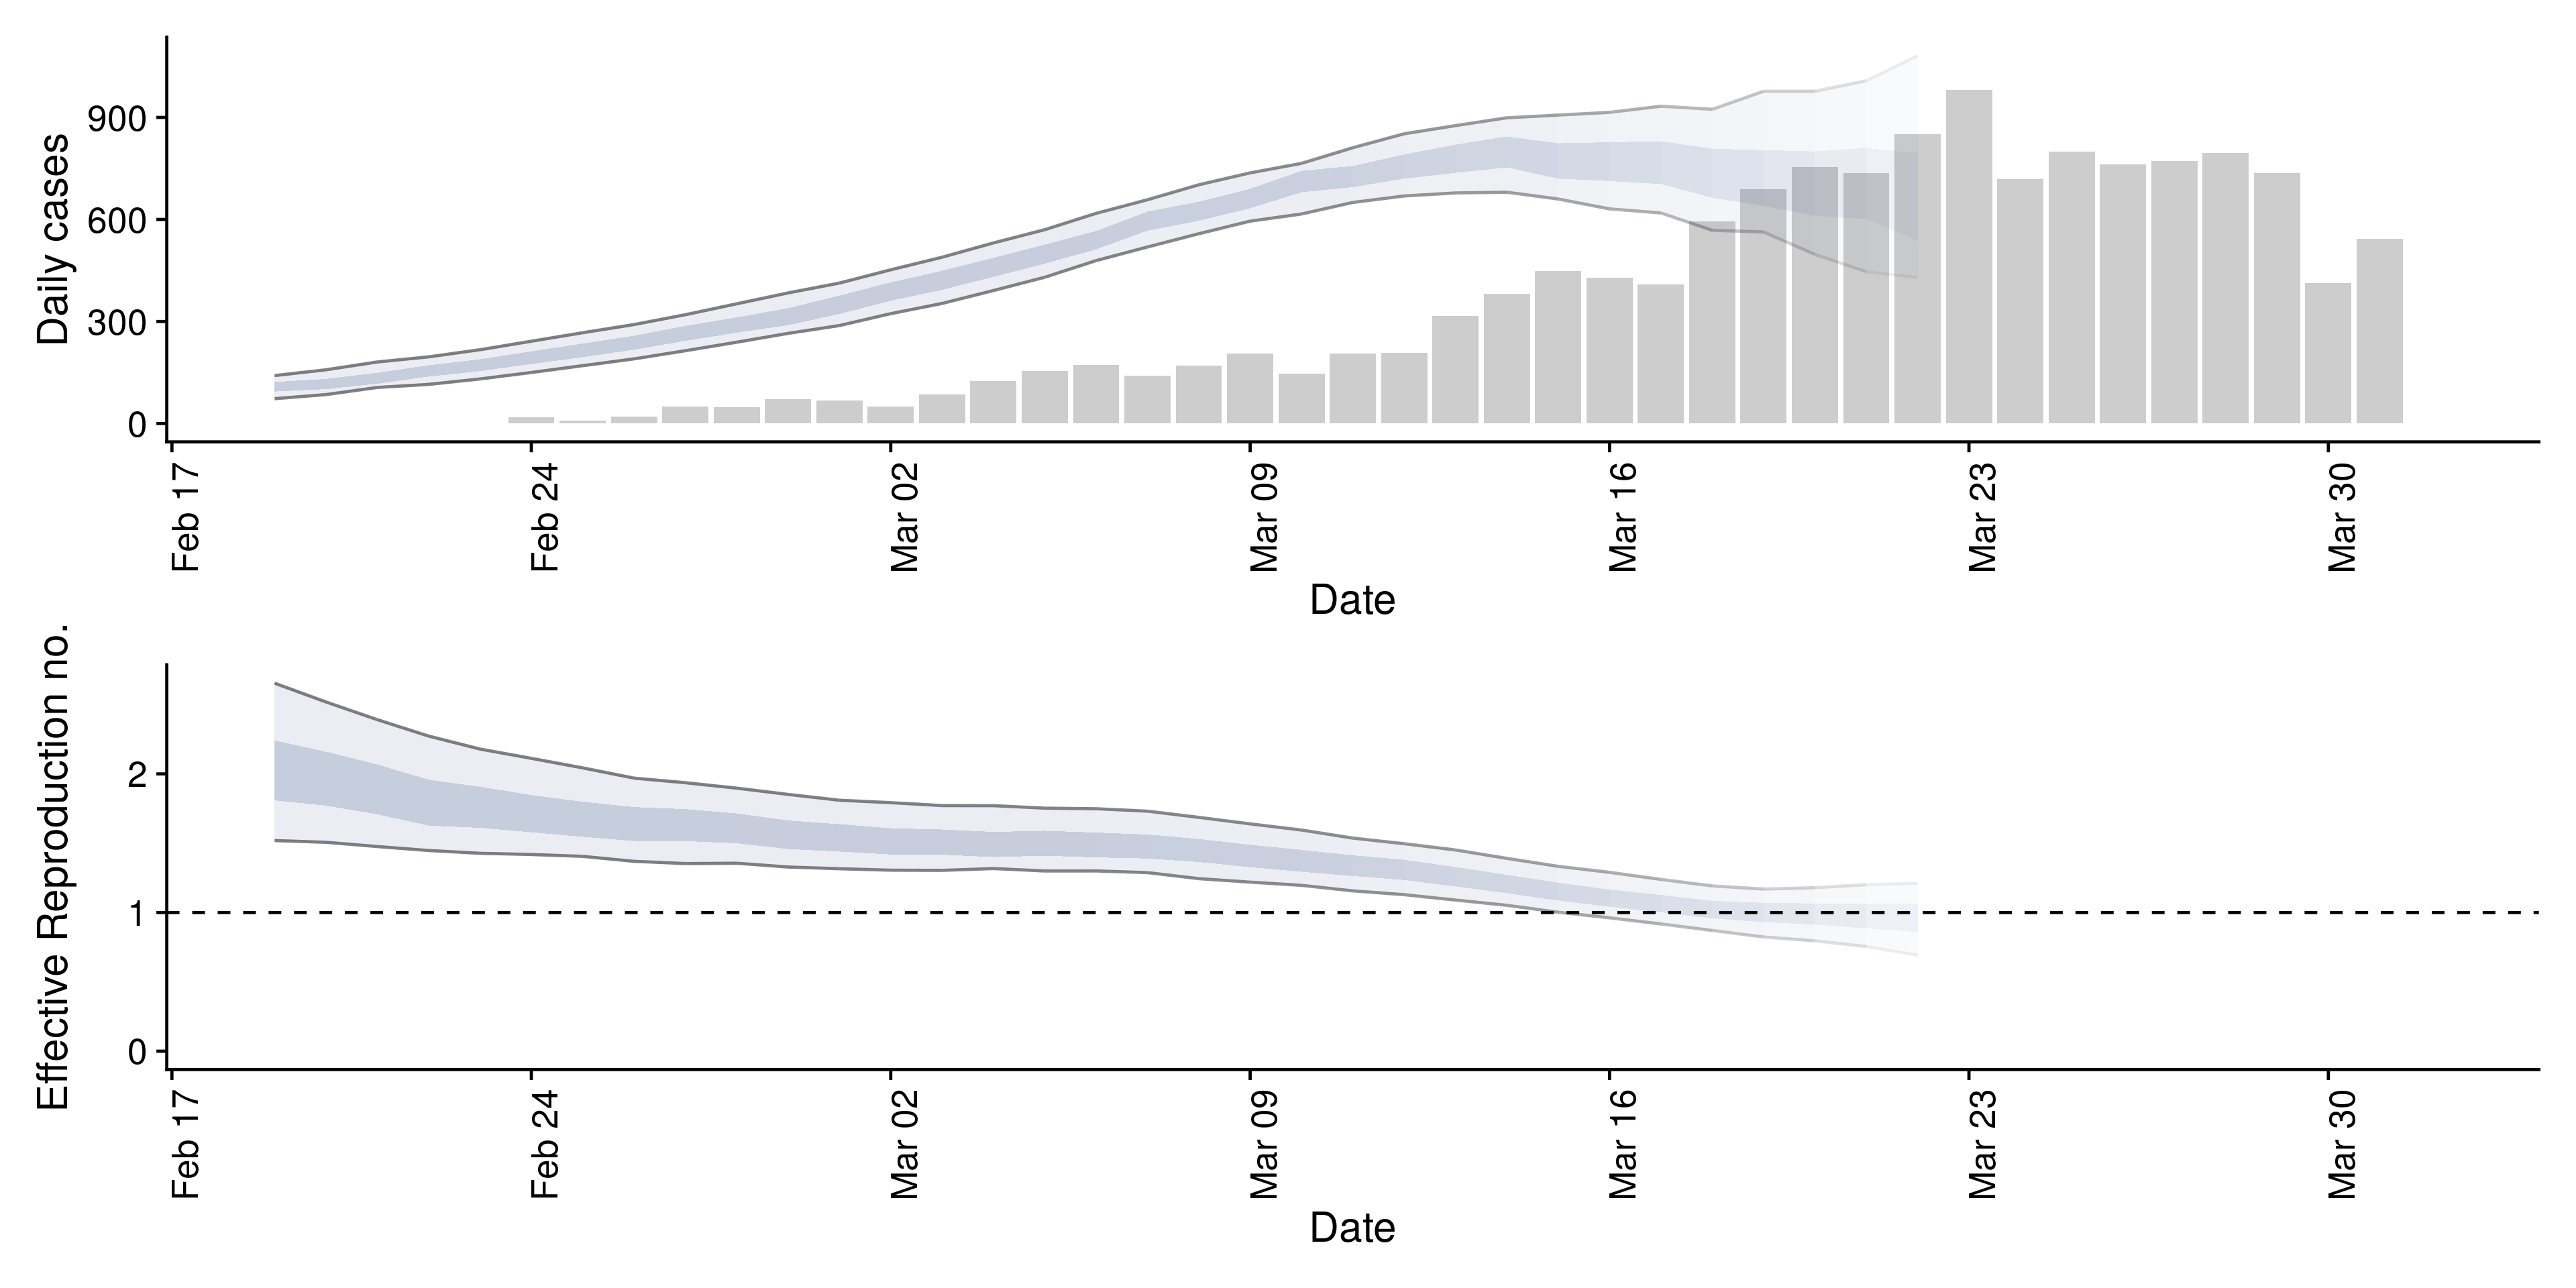 Daily cases
900
600
300
0
Feb 17
Feb 24
Mar 02
Mar 09
Mar 16
Mar 23
Mar 30
Date
Effective Reproduction no.
2
1
0
Feb 17
Feb 24
Mar 02
Mar 09
Mar 16
Mar 23
Mar 30
Date